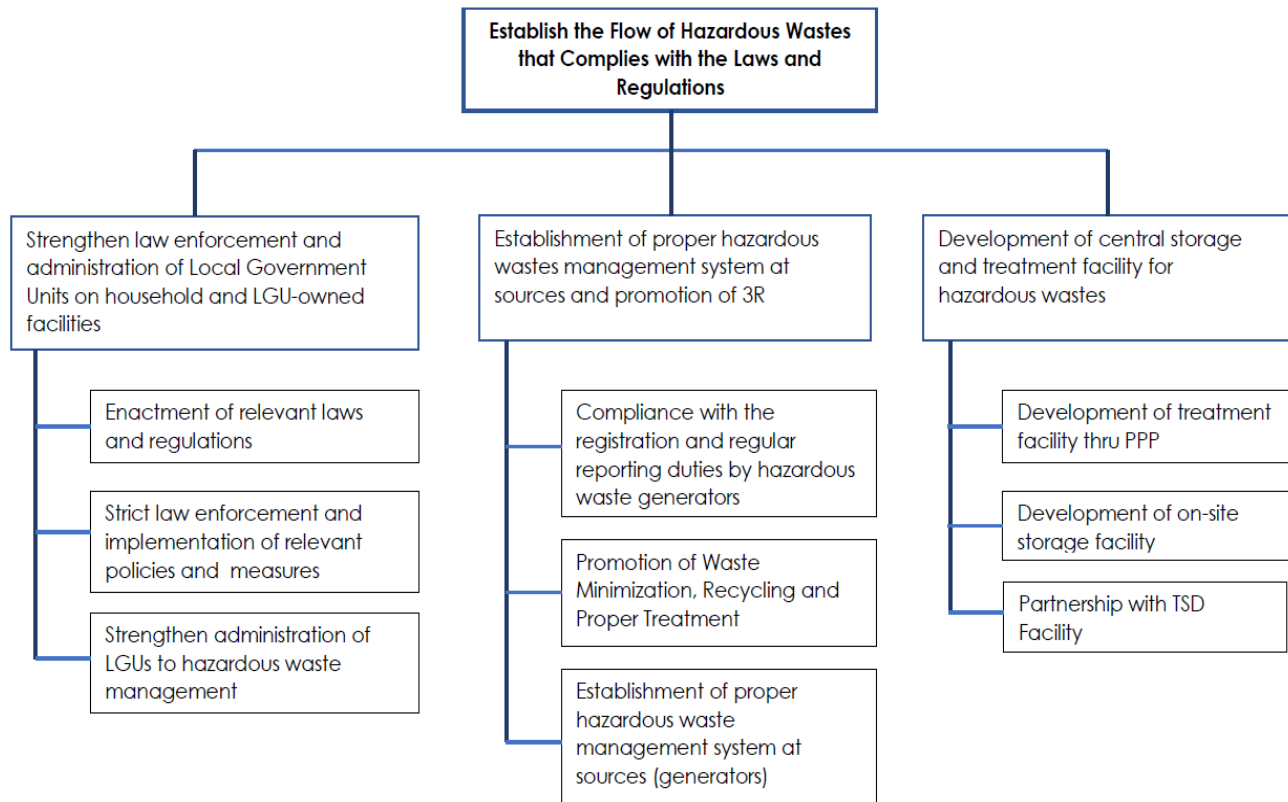 Establish the Flow of Hazardous Wastes
that Complies with the Laws and
Regulations
Strengthen law enforcement and
administration of Local Government
Units on household and LGU-owned
facilities
Enactment of relevant laws
and regulations
Strict law enforcement and
implementation of relevant
policies and measures
Strengthen administration of
LGUs to hazardous waste
management
Establishment of proper hazardous
wastes management system at
sources and promotion of 3R
Compliance with the
registration and regular
reporting duties by hazardous
waste generators
Promotion of Waste
Minimization, Recycling and
Proper Treatment
Establishment of proper
hazardous waste
management system at
sources (generators)
Development of central storage
and treatment facility for
hazardous wastes
Development of treatment
facility thru PPP
Development of on-site
storage facility
Partnership with TSD
Facility